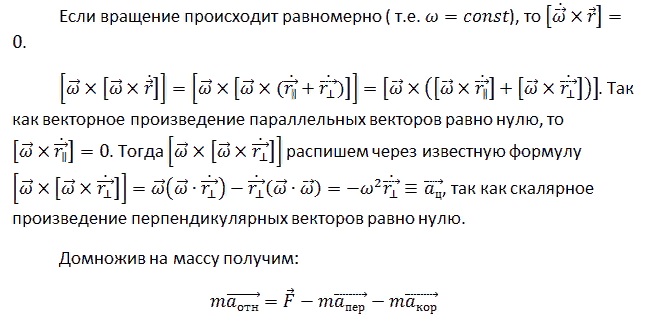 Если вращение происходит равномерно ( т.е. ω = const), то [ω⃗̇ × r⃗] =
0.
[ω⃗ × [ω⃗ × r⃗̇]] = [ω⃗ × [ω⃗ × (r⃗̇∥ + r⃗̇⊥)]] = [ω⃗ × ([ω⃗ × r⃗̇∥] + [ω⃗ × r⃗̇⊥])]. Так
как векторное произведение параллельных векторов равно нулю, то
[ω⃗ × r⃗̇∥] = 0. Тогда [ω⃗ × [ω⃗ × r⃗̇⊥]] распишем через известную формулу
[ω⃗ × [ω⃗ × r⃗̇⊥]] = ω⃗(ω⃗ · r⃗̇⊥) − r⃗̇⊥(ω⃗ · ω⃗) = −ω²r⃗̇⊥ ≡ a⃗ц, так как скалярное
произведение перпендикулярных векторов равно нулю.
Домножив на массу получим:
ma⃗отн = F⃗ − ma⃗пер − ma⃗кор